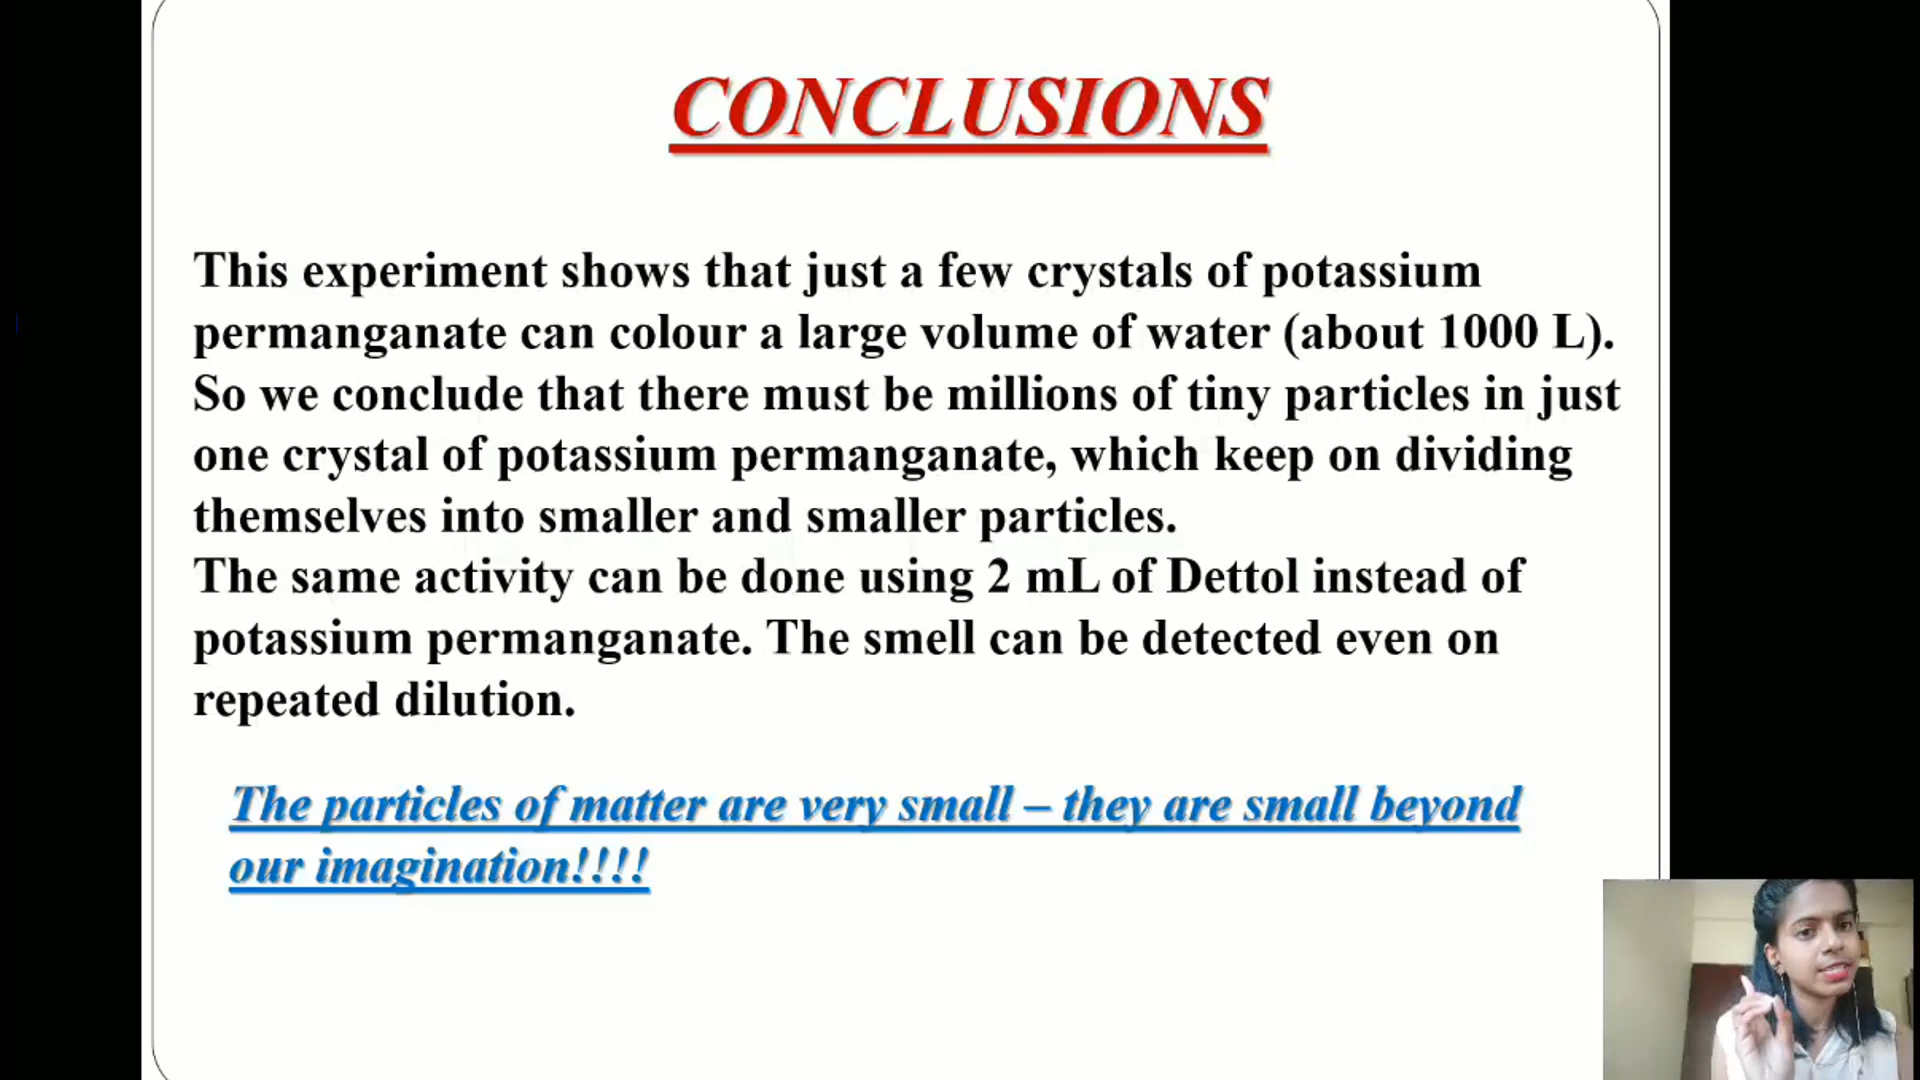 CONCLUSIONS
This experiment shows that just a few crystals of potassium
permanganate can colour a large volume of water (about 1000 L).
So we conclude that there must be millions of tiny particles in just
one crystal of potassium permanganate, which keep on dividing
themselves into smaller and smaller particles.
The same activity can be done using 2 mL of Dettol instead of
potassium permanganate. The smell can be detected even on
repeated dilution.
The particles of matter are very small – they are small beyond
our imagination!!!!